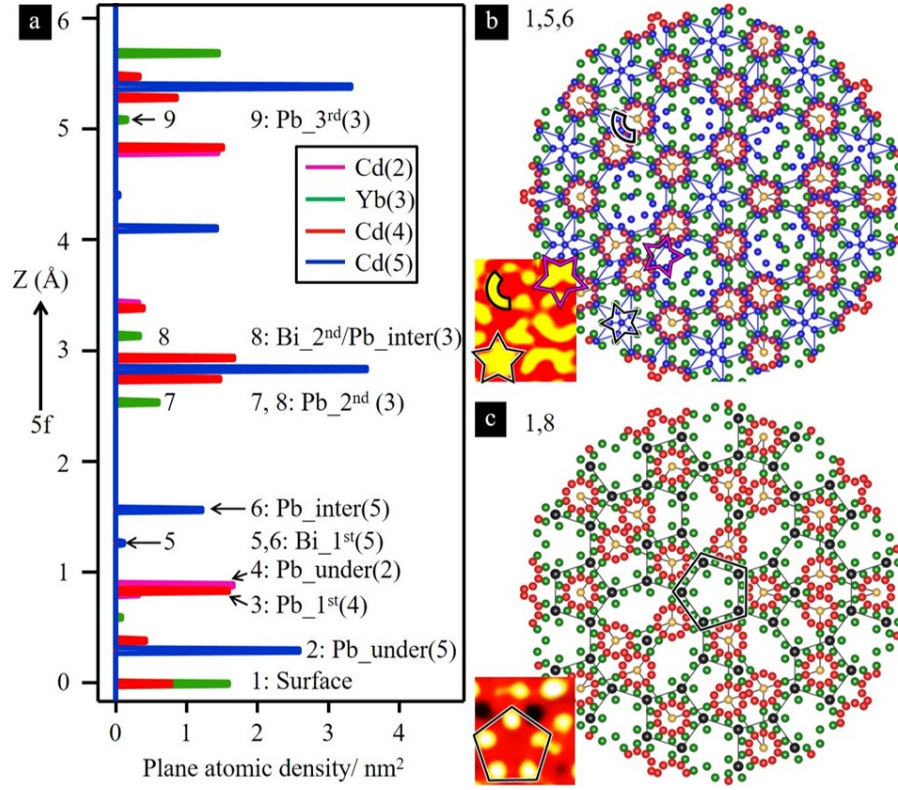 a
6
5
4
3
2
1
0
Z (Å)
5f
9
9: Pb_3rd(3)
Cd(2)
Yb(3)
Cd(4)
Cd(5)
8
8: Bi_2nd/Pb_inter(3)
7
7, 8: Pb_2nd (3)
6: Pb_inter(5)
5
5,6: Bi_1st(5)
4: Pb_under(2)
3: Pb_1st(4)
2: Pb_under(5)
1: Surface
0 1 2 3 4
Plane atomic density/ nm2
b 1,5,6
c 1,8